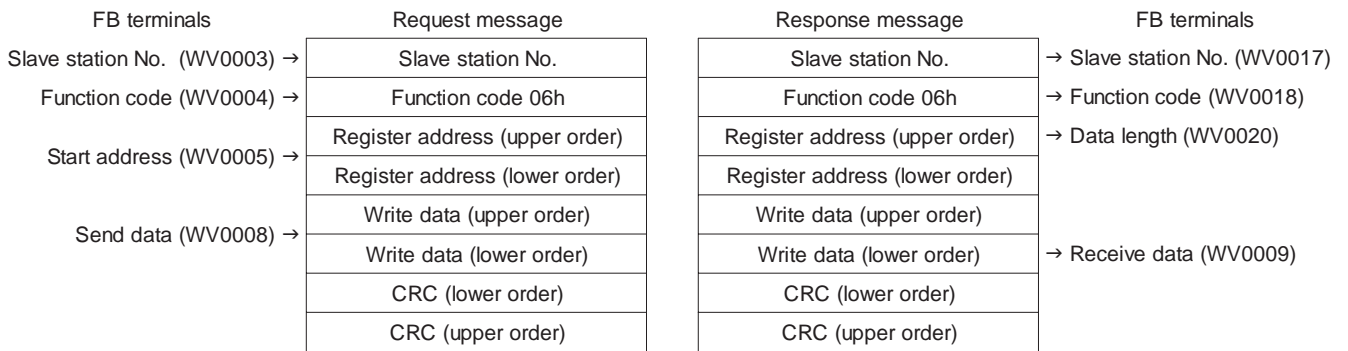 FB terminals Request message Response message FB terminals
Slave station No. (WV0003) → Slave station No. Slave station No. → Slave station No. (WV0017)
Function code (WV0004) → Function code 06h Function code 06h → Function code (WV0018)
Register address (upper order) Register address (upper order) → Data length (WV0020)
Start address (WV0005) →
Register address (lower order) Register address (lower order)
Write data (upper order) Write data (upper order)
Send data (WV0008) →
Write data (lower order) Write data (lower order) → Receive data (WV0009)
CRC (lower order) CRC (lower order)
CRC (upper order) CRC (upper order)